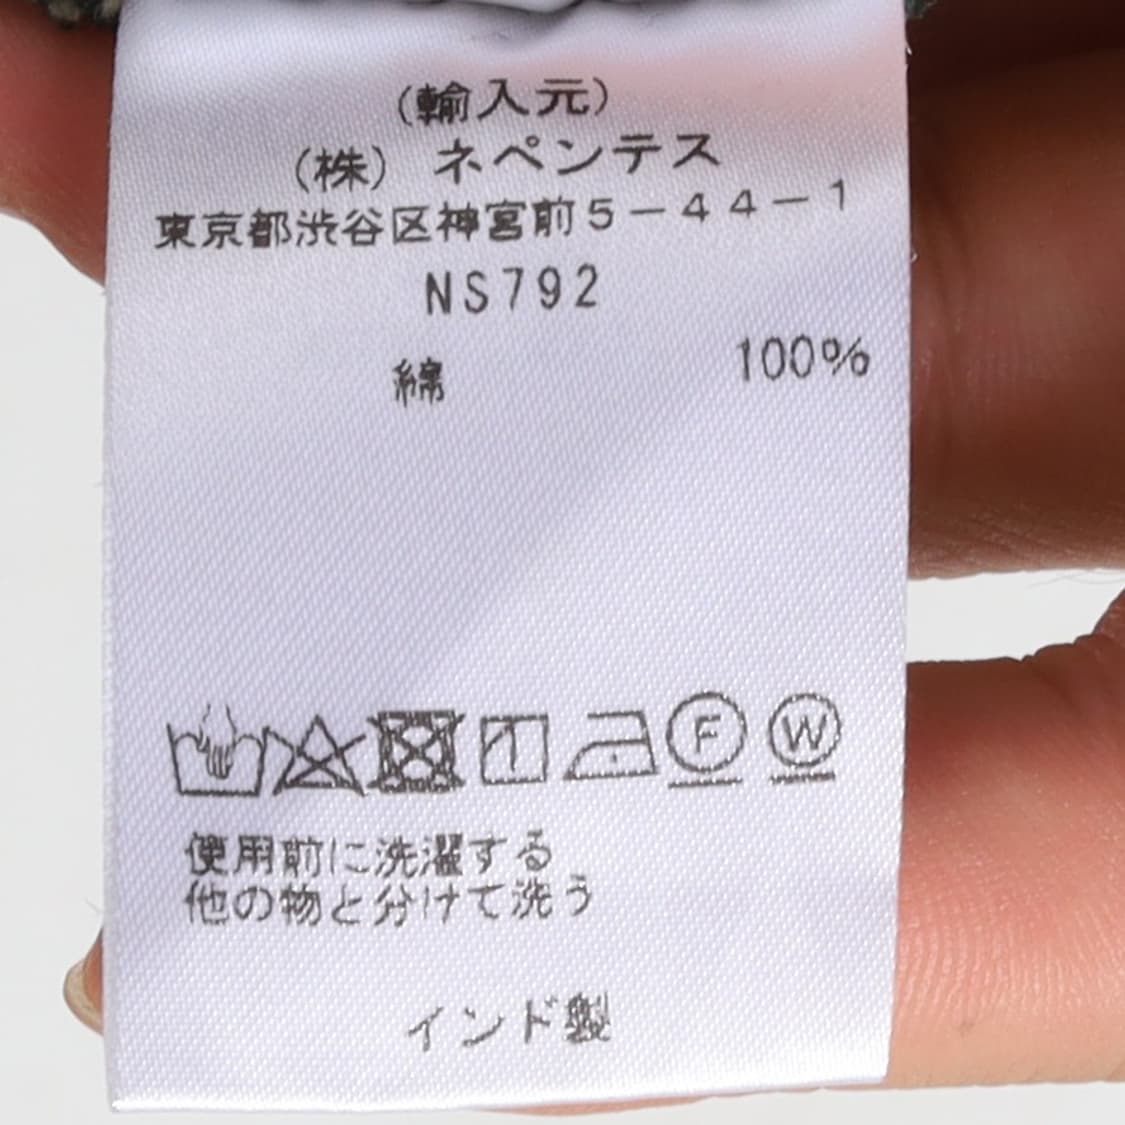 （輸入元）
（株） ネペンテス
東京都渋谷区神宮前５－４４－１
NS792
綿 100%
F W
使用前に洗濯する
他の物と分けて洗う
インド製